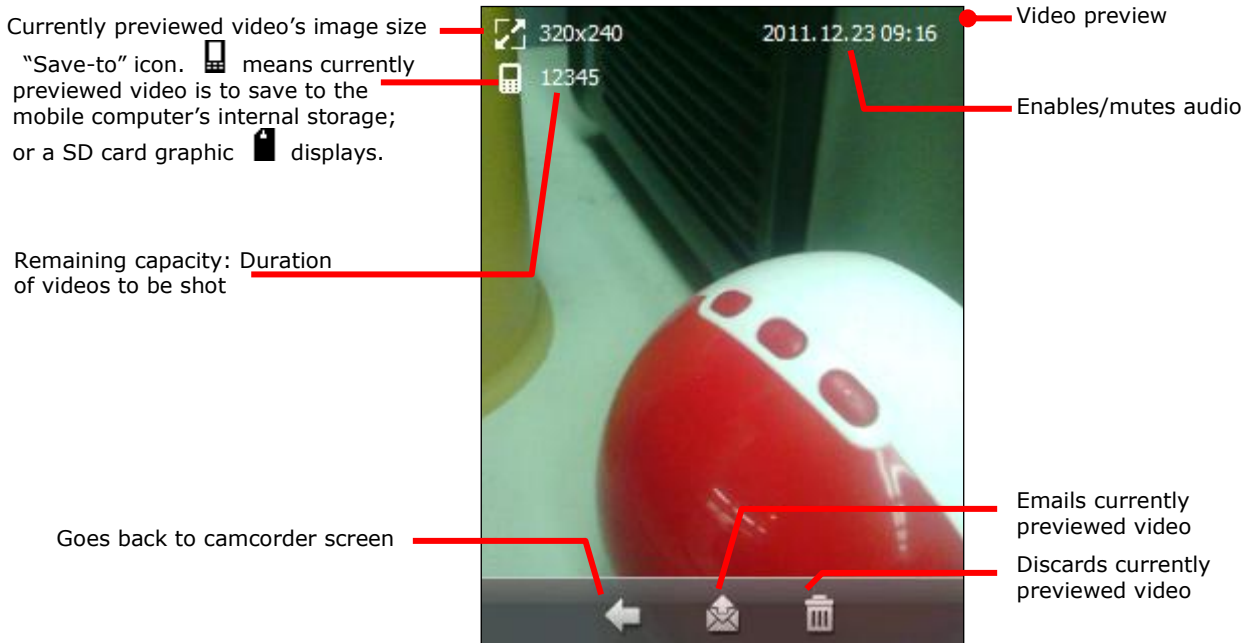 Currently previewed video’s image size
“Save-to” icon. means currently
previewed video is to save to the
mobile computer’s internal storage;
or a SD card graphic displays.
Remaining capacity: Duration
of videos to be shot
Goes back to camcorder screen
320x240
2011.12.23 09:16
12345
Video preview
Enables/mutes audio
Emails currently
previewed video
Discards currently
previewed video